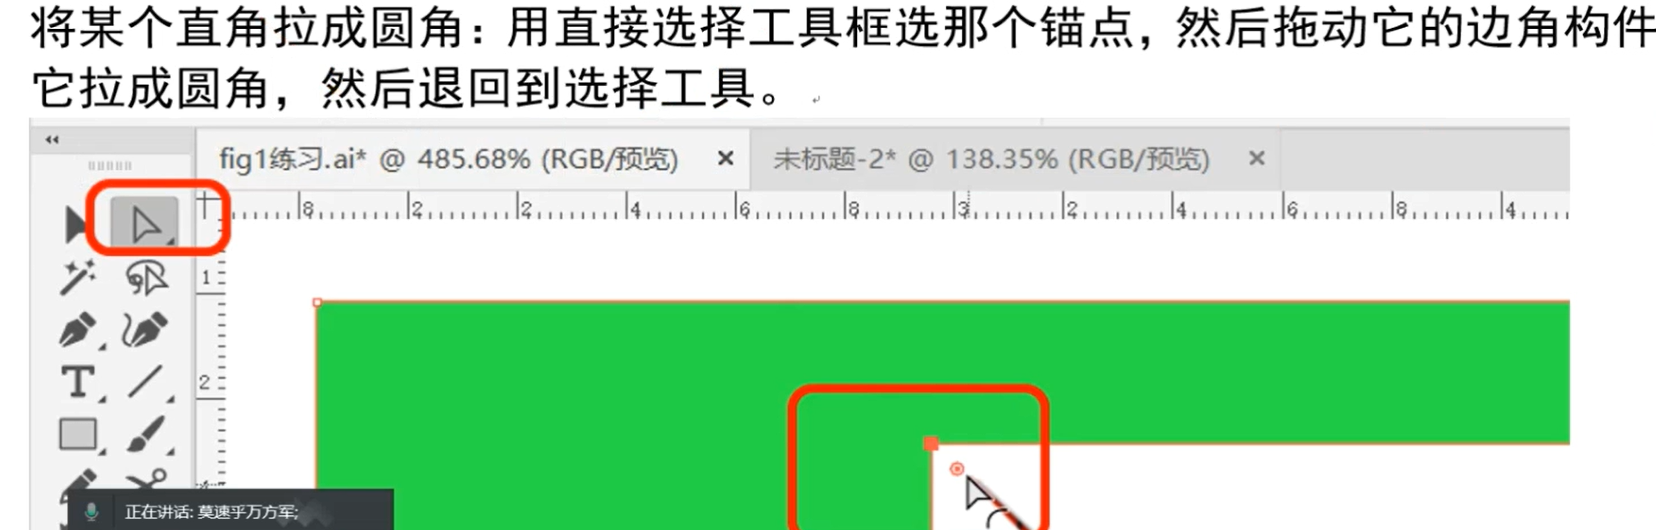 将某个直角拉成圆角：用直接选择工具框选那个锚点，然后拖动它的边角构件
它拉成圆角，然后退回到选择工具。
fig1练习.ai* @ 485.68% (RGB/预览) × 未标题-2* @ 138.35% (RGB/预览) ×
8 2 2 4 6 8 3 2 4 6 8 4
1
2
T
正在讲话: 莫速乎万方军;